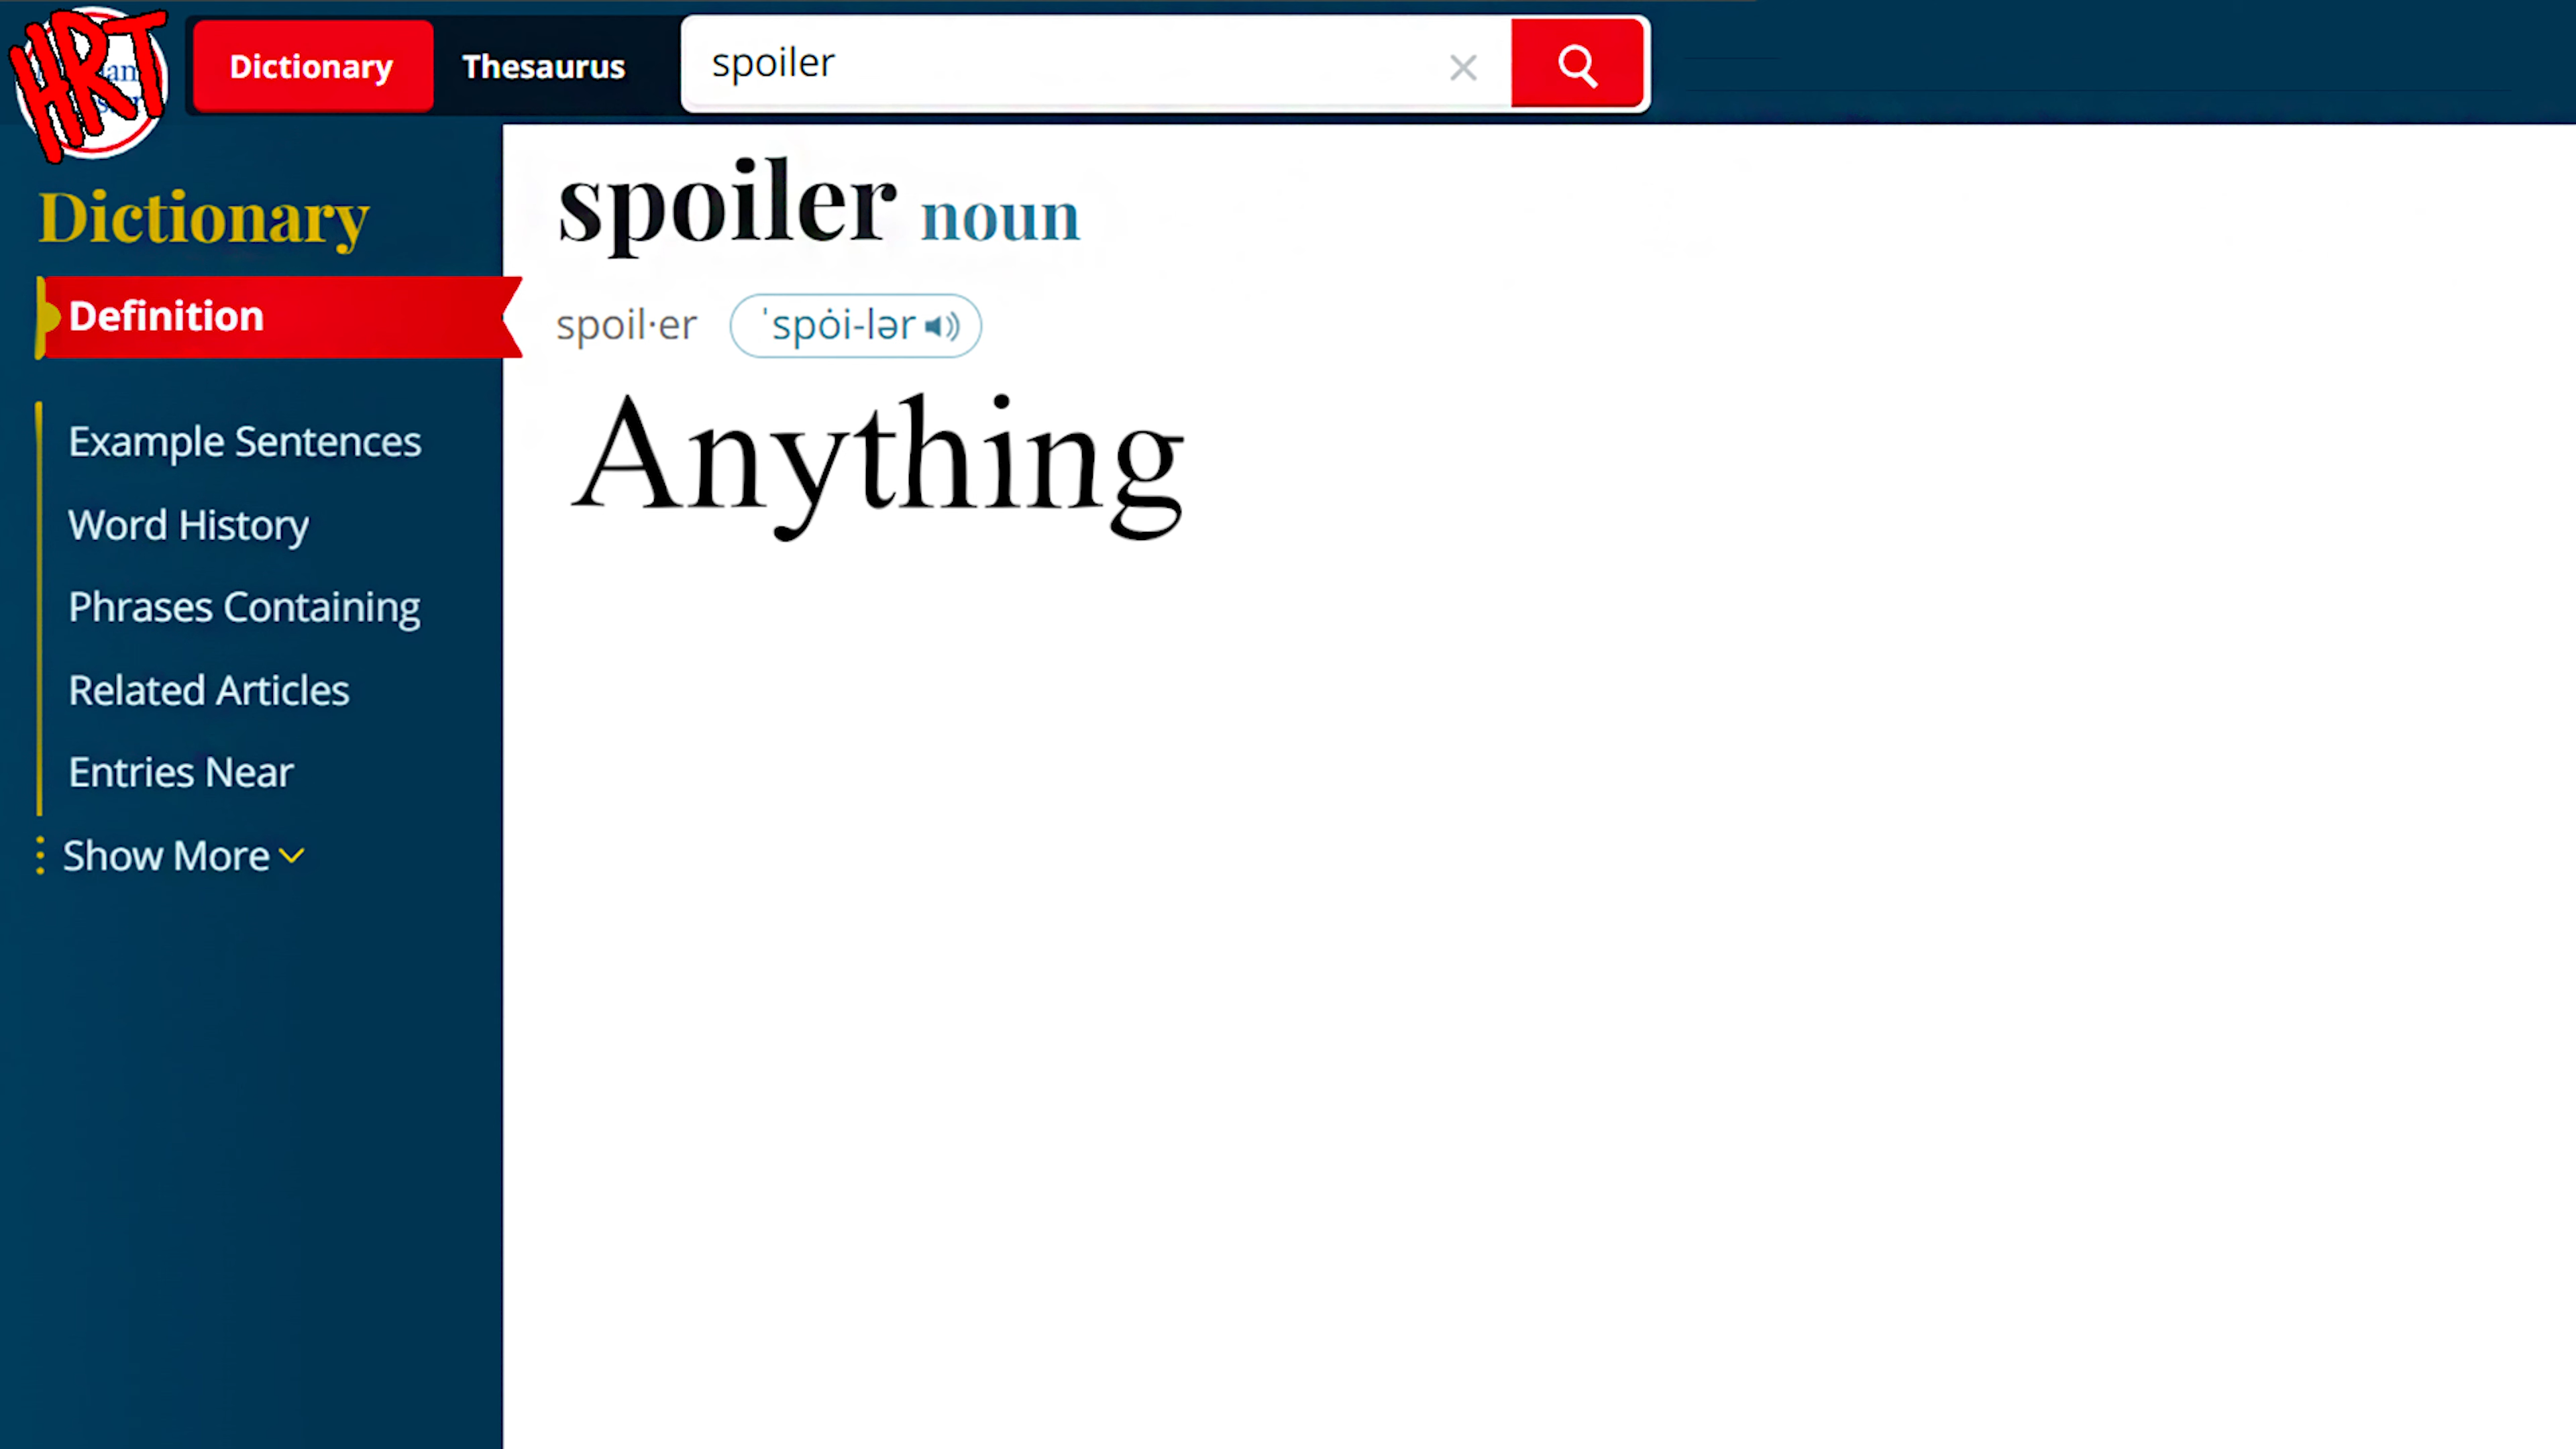 HRT
Dictionary
Thesaurus
spoiler
Dictionary
Definition
Example Sentences
Word History
Phrases Containing
Related Articles
Entries Near
Show More
spoiler noun
spoil·er
ˈspȯi-lər
Anything